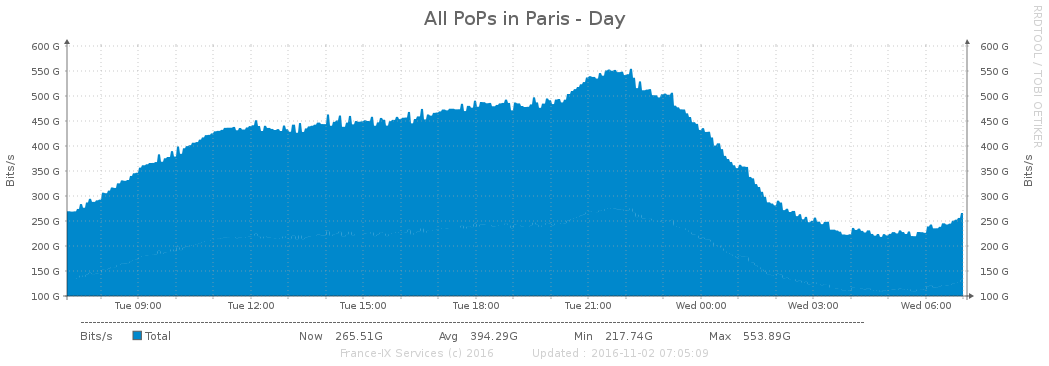 All PoPs in Paris - Day
RRDTOOL / TOBI OETIKER
600 G 600 G
550 G 550 G
500 G 500 G
450 G 450 G
400 G 400 G
350 G 350 G
300 G 300 G
250 G 250 G
200 G 200 G
150 G 150 G
100 G 100 G
Bits/s
Bits/s
Tue 09:00 Tue 12:00 Tue 15:00 Tue 18:00 Tue 21:00 Wed 00:00 Wed 03:00 Wed 06:00
Bits/s Total Now 265.51G Avg 394.29G Min 217.74G Max 553.89G
France-IX Services (c) 2016 Updated : 2016-11-02 07:05:09